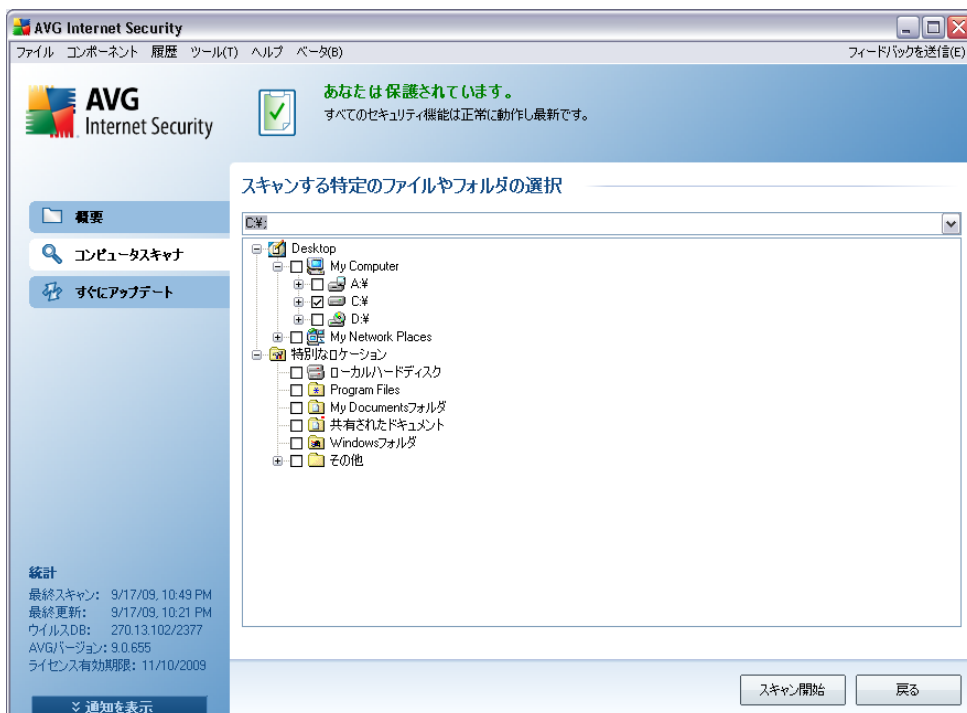 AVG Internet Security
ファイル コンポーネント 履歴 ツール(T) ヘルプ ベータ(B) フィードバックを送信(E)
AVG
Internet Security
あなたは保護されています。
すべてのセキュリティ機能は正常に動作し最新です。
概要
コンピュータスキャナ
すぐにアップデート
スキャンする特定のファイルやフォルダの選択
C:¥;
Desktop
My Computer
A:¥
C:¥
D:¥
My Network Places
特別なロケーション
ローカルハードディスク
Program Files
My Documentsフォルダ
共有されたドキュメント
Windowsフォルダ
その他
統計
最終スキャン: 9/17/09, 10:49 PM
最終更新: 9/17/09, 10:21 PM
ウイルスDB: 270.13.102/2377
AVGバージョン: 9.0.655
ライセンス有効期限: 11/10/2009
通知を表示
スキャン開始 戻る